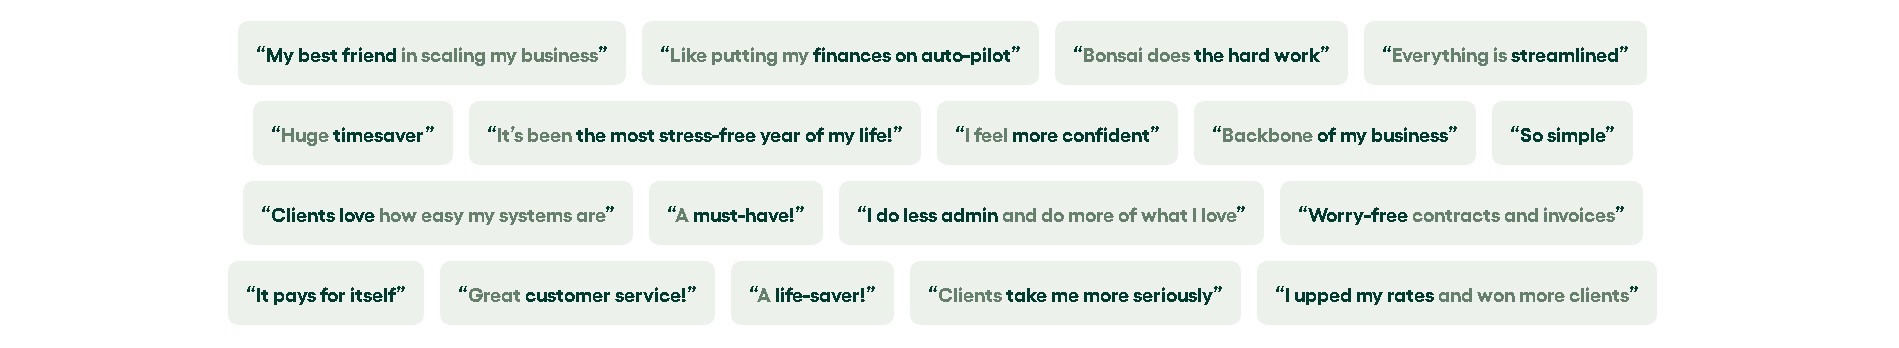 “My best friend in scaling my business” “Like putting my finances on auto-pilot” “Bonsai does the hard work” “Everything is streamlined”
“Huge timesaver” “It’s been the most stress-free year of my life!” “I feel more confident” “Backbone of my business” “So simple”
“Clients love how easy my systems are” “A must-have!” “I do less admin and do more of what I love” “Worry-free contracts and invoices”
“It pays for itself” “Great customer service!” “A life-saver!” “Clients take me more seriously” “I upped my rates and won more clients”